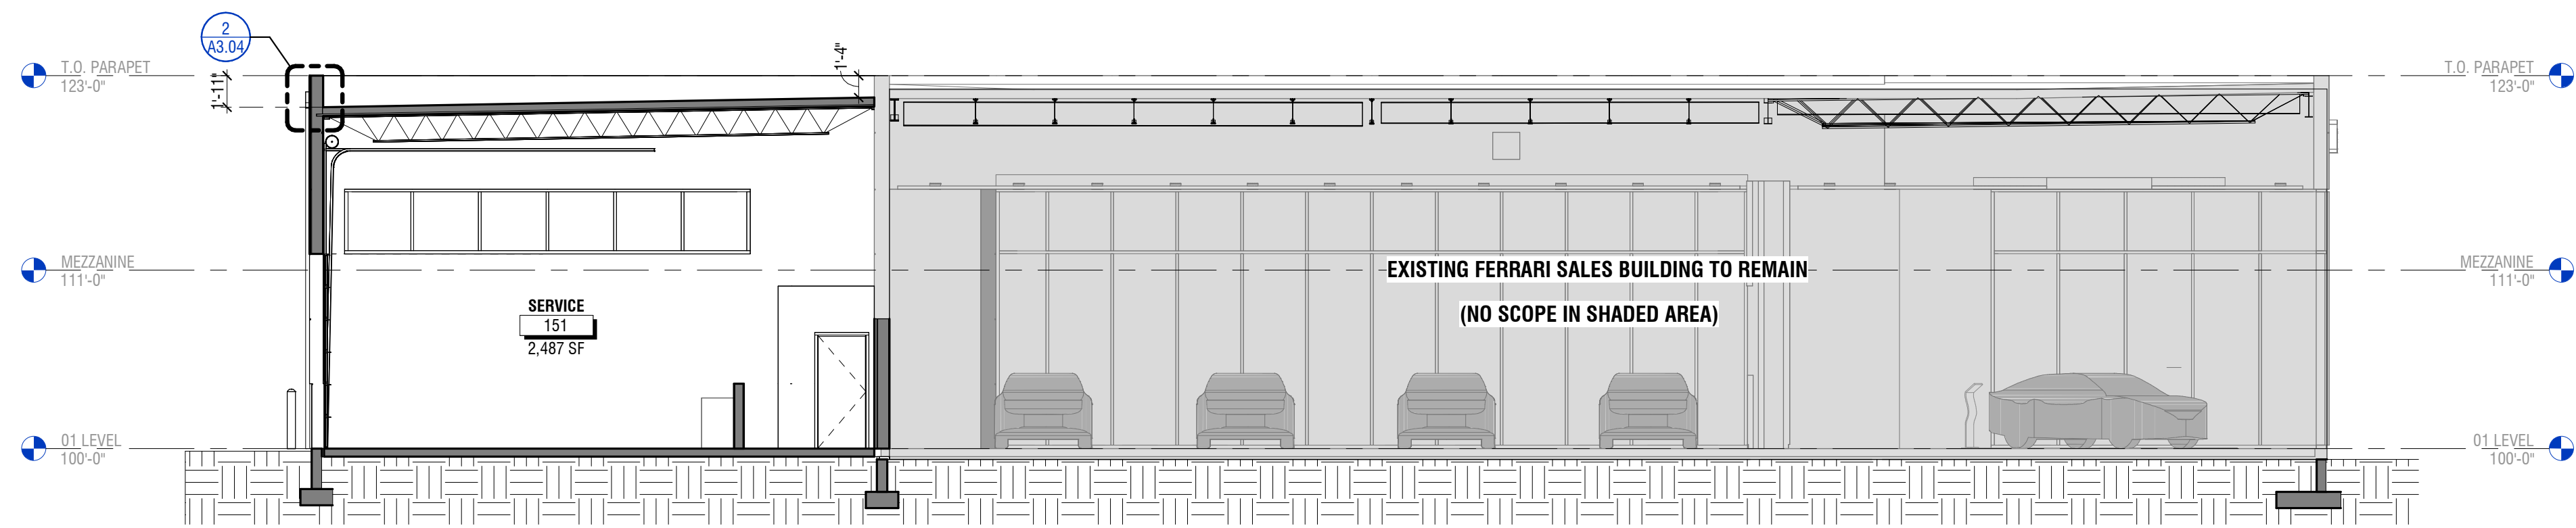 2
A3.04
T.O. PARAPET
123'-0"
1'-11"
1'-4"
T.O. PARAPET
123'-0"
MEZZANINE
111'-0"
EXISTING FERRARI SALES BUILDING TO REMAIN
(NO SCOPE IN SHADED AREA)
MEZZANINE
111'-0"
SERVICE
151
2,487 SF
01 LEVEL
100'-0"
01 LEVEL
100'-0"